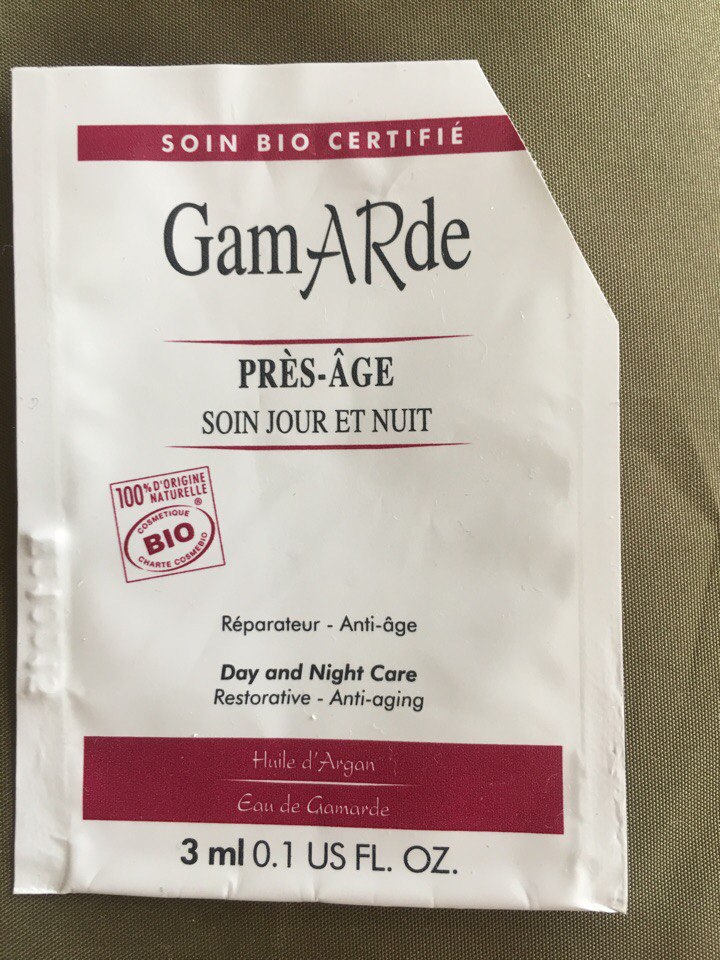 SOIN BIO CERTIFIÉ
GamARde
PRÈS-ÂGE
SOIN JOUR ET NUIT
100% D'ORIGINE
NATURELLE
®
COSMETIQUE
BIO
CHARTE COSMEBIO
Réparateur - Anti-âge
Day and Night Care
Restorative - Anti-aging
Huile d'Argan
Eau de Gamarde
3 ml 0.1 US FL. OZ.